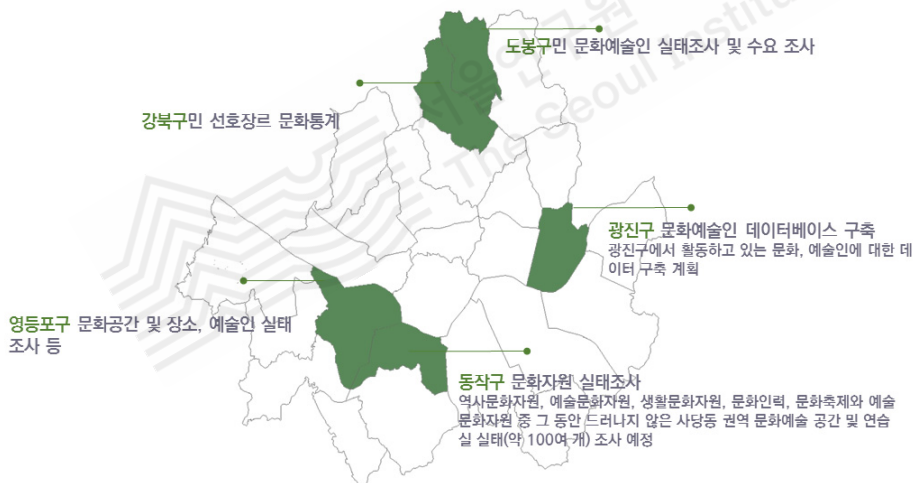 서울연구원
The Seoul Institute
도봉구민 문화예술인 실태조사 및 수요 조사
강북구민 선호장르 문화통계
광진구 문화예술인 데이터베이스 구축
광진구에서 활동하고 있는 문화, 예술인에 대한 데
이터 구축 계획
영등포구 문화공간 및 장소, 예술인 실태
조사 등
동작구 문화자원 실태조사
역사문화자원, 예술문화자원, 생활문화자원, 문화인력, 문화축제와 예술
문화자원 중 그 동안 드러나지 않은 사당동 권역 문화예술 공간 및 연습
실 실태(약 100여 개) 조사 예정